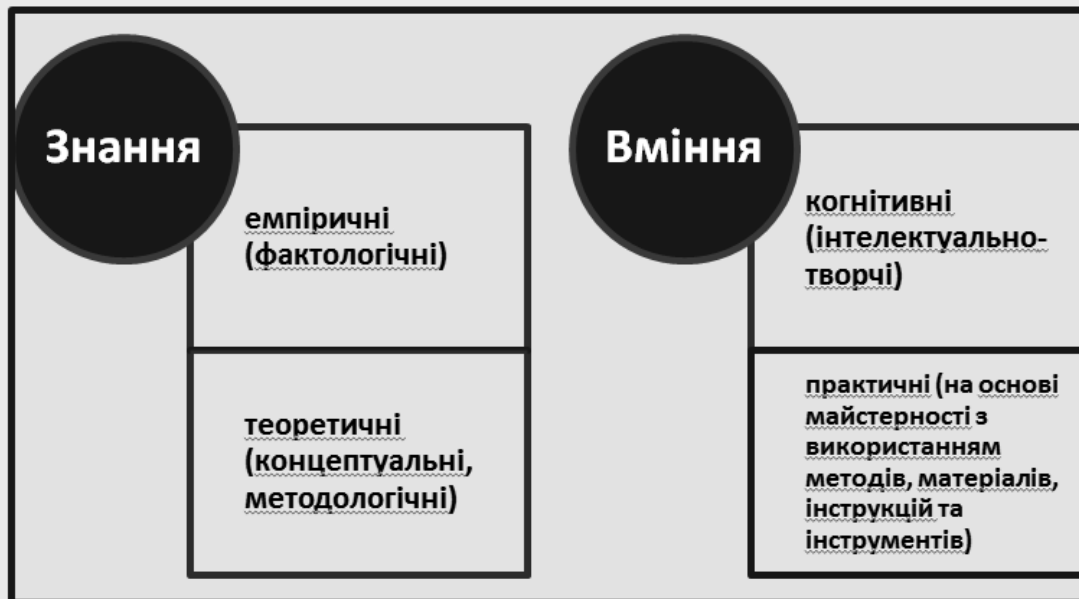 Знання
емпіричні
(фактологічні)
теоретичні
(концептуальні,
методологічні)
Вміння
когнітивні
(інтелектуально-
творчі)
практичні (на основі
майстерності з
використанням
методів, матеріалів,
інструкцій та
інструментів)